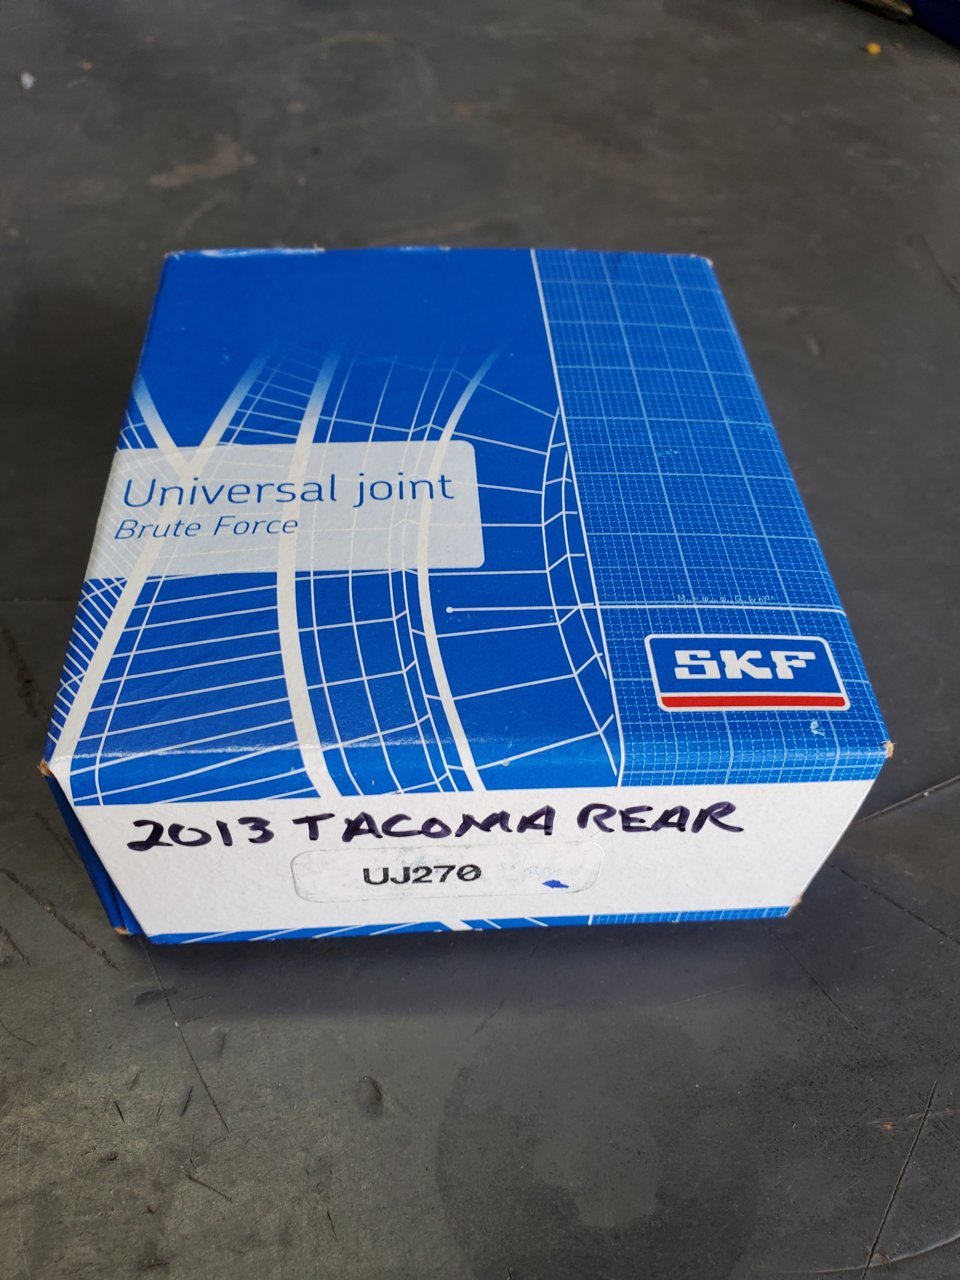 Universal joint
Brute Force
SKF
2013 TACOMA REAR
UJ270